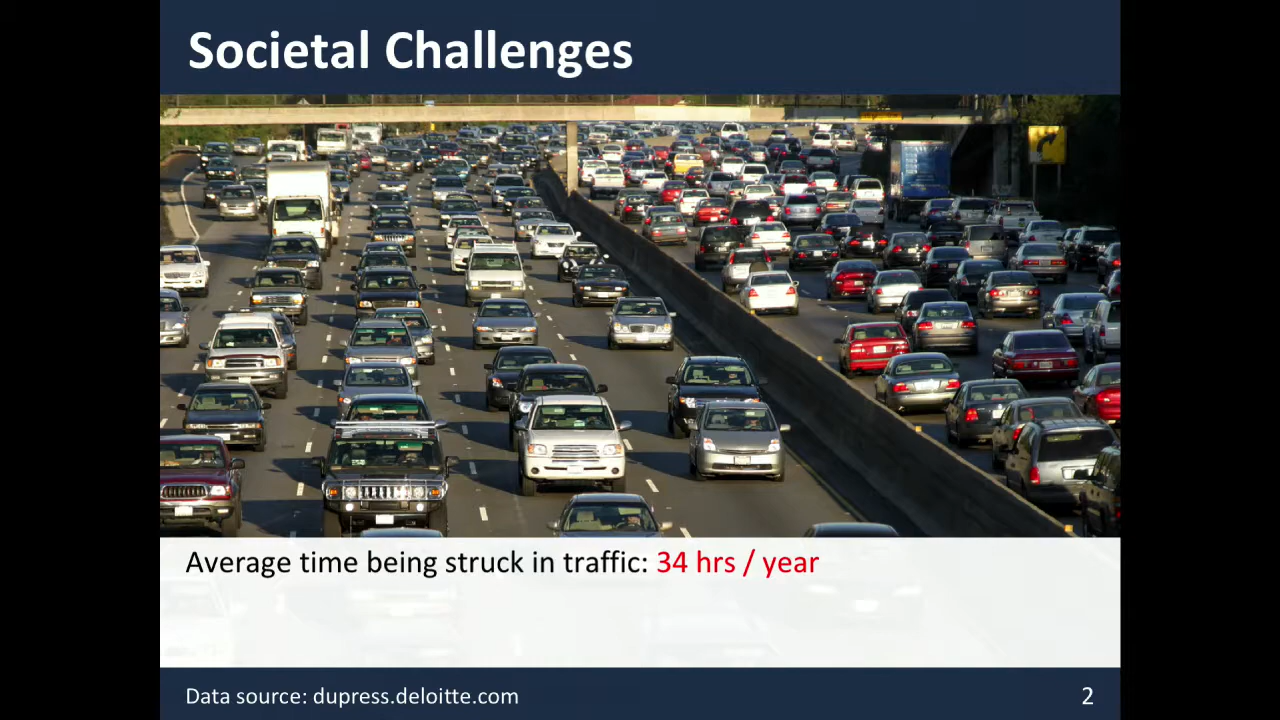 Societal Challenges
Average time being struck in traffic: 34 hrs / year
Data source: dupress.deloitte.com
2